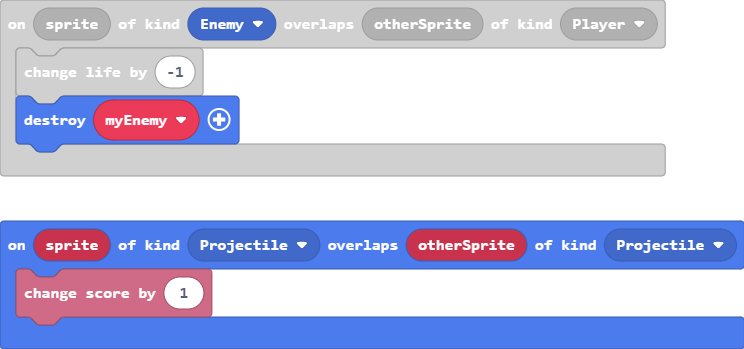 on sprite of kind Enemy overlaps otherSprite of kind Player
change life by -1
destroy myEnemy
on sprite of kind Projectile overlaps otherSprite of kind Projectile
change score by 1